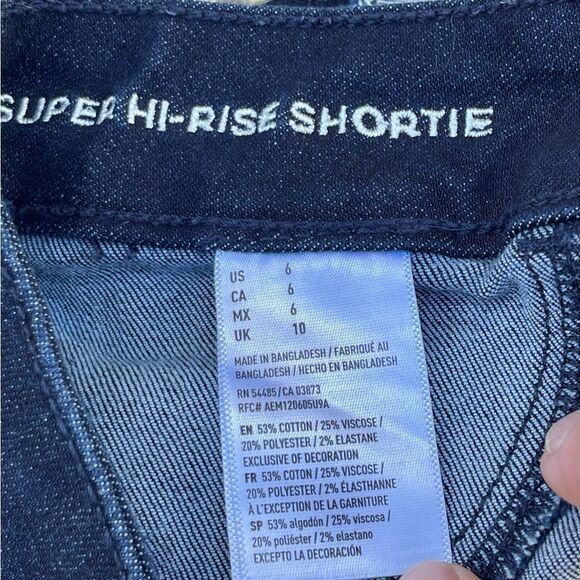 SUPER HI-RISE SHORTIE
US 6
CA 6
MX 6
UK 10
MADE IN BANGLADESH / FABRIQUÉ AU
BANGLADESH / HECHO EN BANGLADESH
RN 54485 / CA 03873
RFC# AEM120605U9A
EN 53% COTTON / 25% VISCOSE /
20% POLYESTER / 2% ELASTANE
EXCLUSIVE OF DECORATION
FR 53% COTON / 25% VISCOSE /
20% POLYESTER / 2% ÉLASTHANNE
À L'EXCEPTION DE LA GARNITURE
SP 53% algodón / 25% viscosa /
20% poliéster / 2% elastano
EXCEPTO LA DECORACIÓN